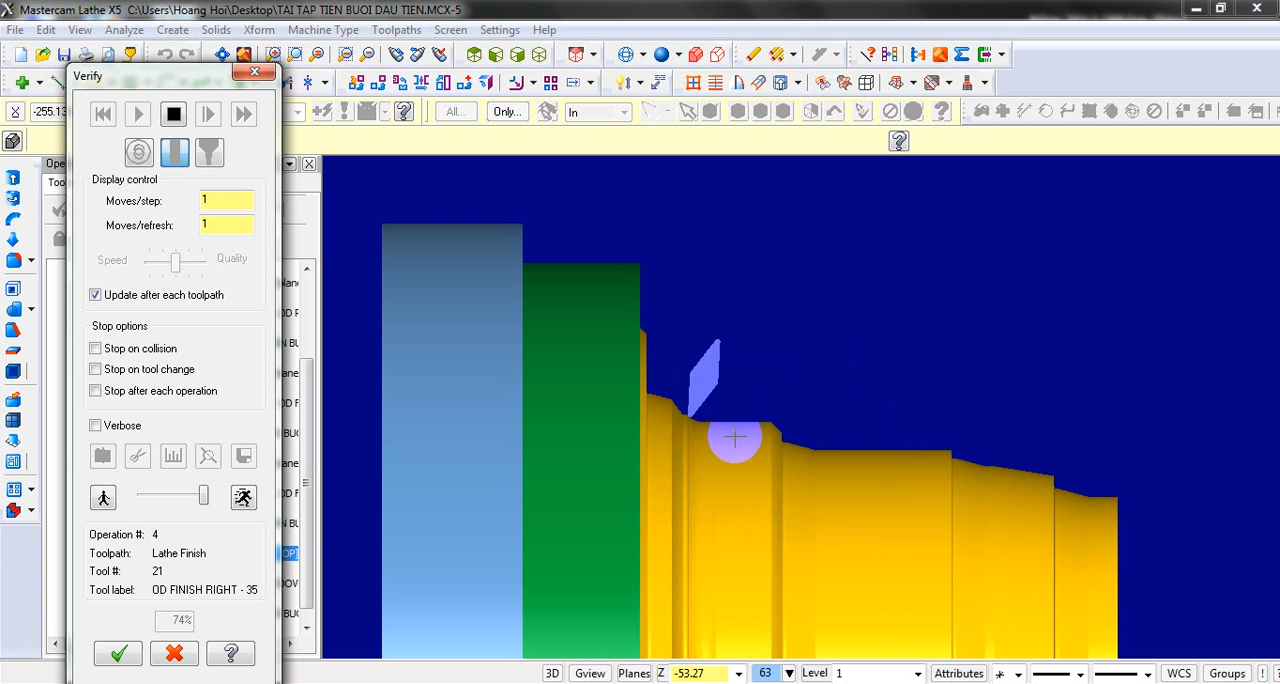 Mastercam Lathe X5 C:\Users\Hoang Hoi\Desktop\TAI TAP TIEN BUOI DAU TIEN.MCX-5
File Edit View Analyze Create Solids Xform Machine Type Toolpaths Screen Settings Help
Verify
-255.13
All...
Only...
In
Display control
Moves/step: 1
Moves/refresh: 1
Speed Quality
Update after each toolpath
Stop options
Stop on collision
Stop on tool change
Stop after each operation
Verbose
Operation #: 4
Toolpath: Lathe Finish
Tool #: 21
Tool label: OD FINISH RIGHT - 35
74%
3D Gview Planes Z -53.27 63 Level 1 Attributes WCS Groups